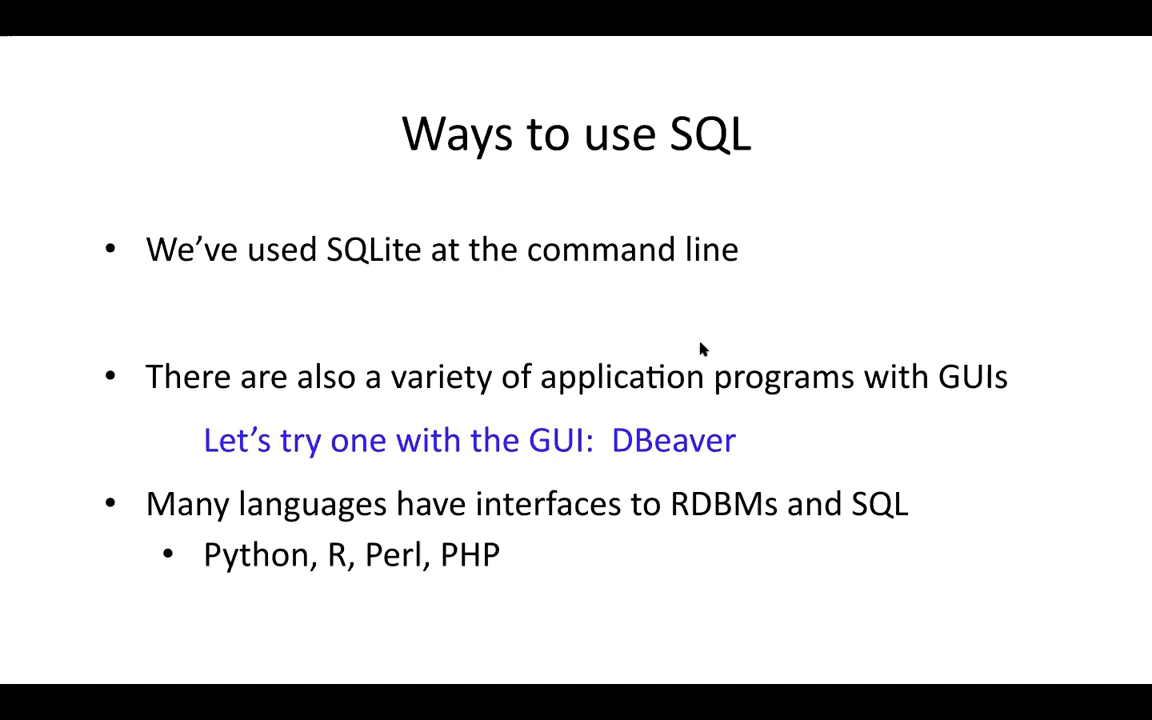 Ways to use SQL
• We’ve used SQLite at the command line
• There are also a variety of application programs with GUIs
Let’s try one with the GUI: DBeaver
• Many languages have interfaces to RDBMs and SQL
• Python, R, Perl, PHP